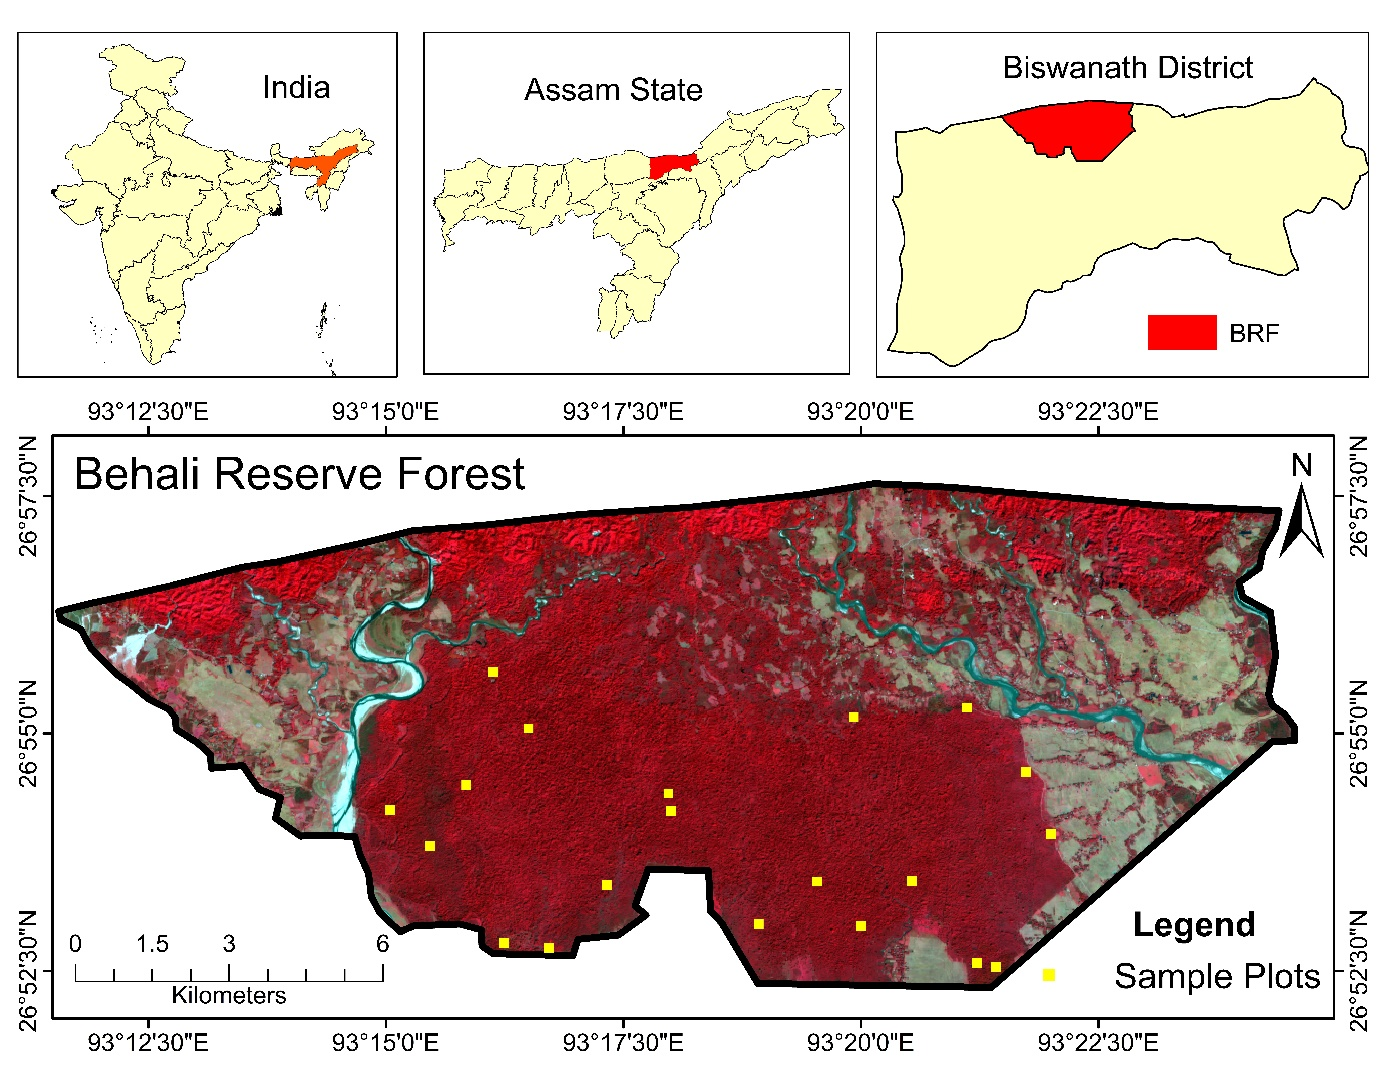 India
Assam State
Biswanath District
BRF
93°12'30"E
93°15'0"E
93°17'30"E
93°20'0"E
93°22'30"E
Behali Reserve Forest
N
26°57'30"N
26°57'30"N
26°55'0"N
26°55'0"N
26°52'30"N
26°52'30"N
0 1.5 3 6
Kilometers
Legend
Sample Plots
93°12'30"E
93°15'0"E
93°17'30"E
93°20'0"E
93°22'30"E